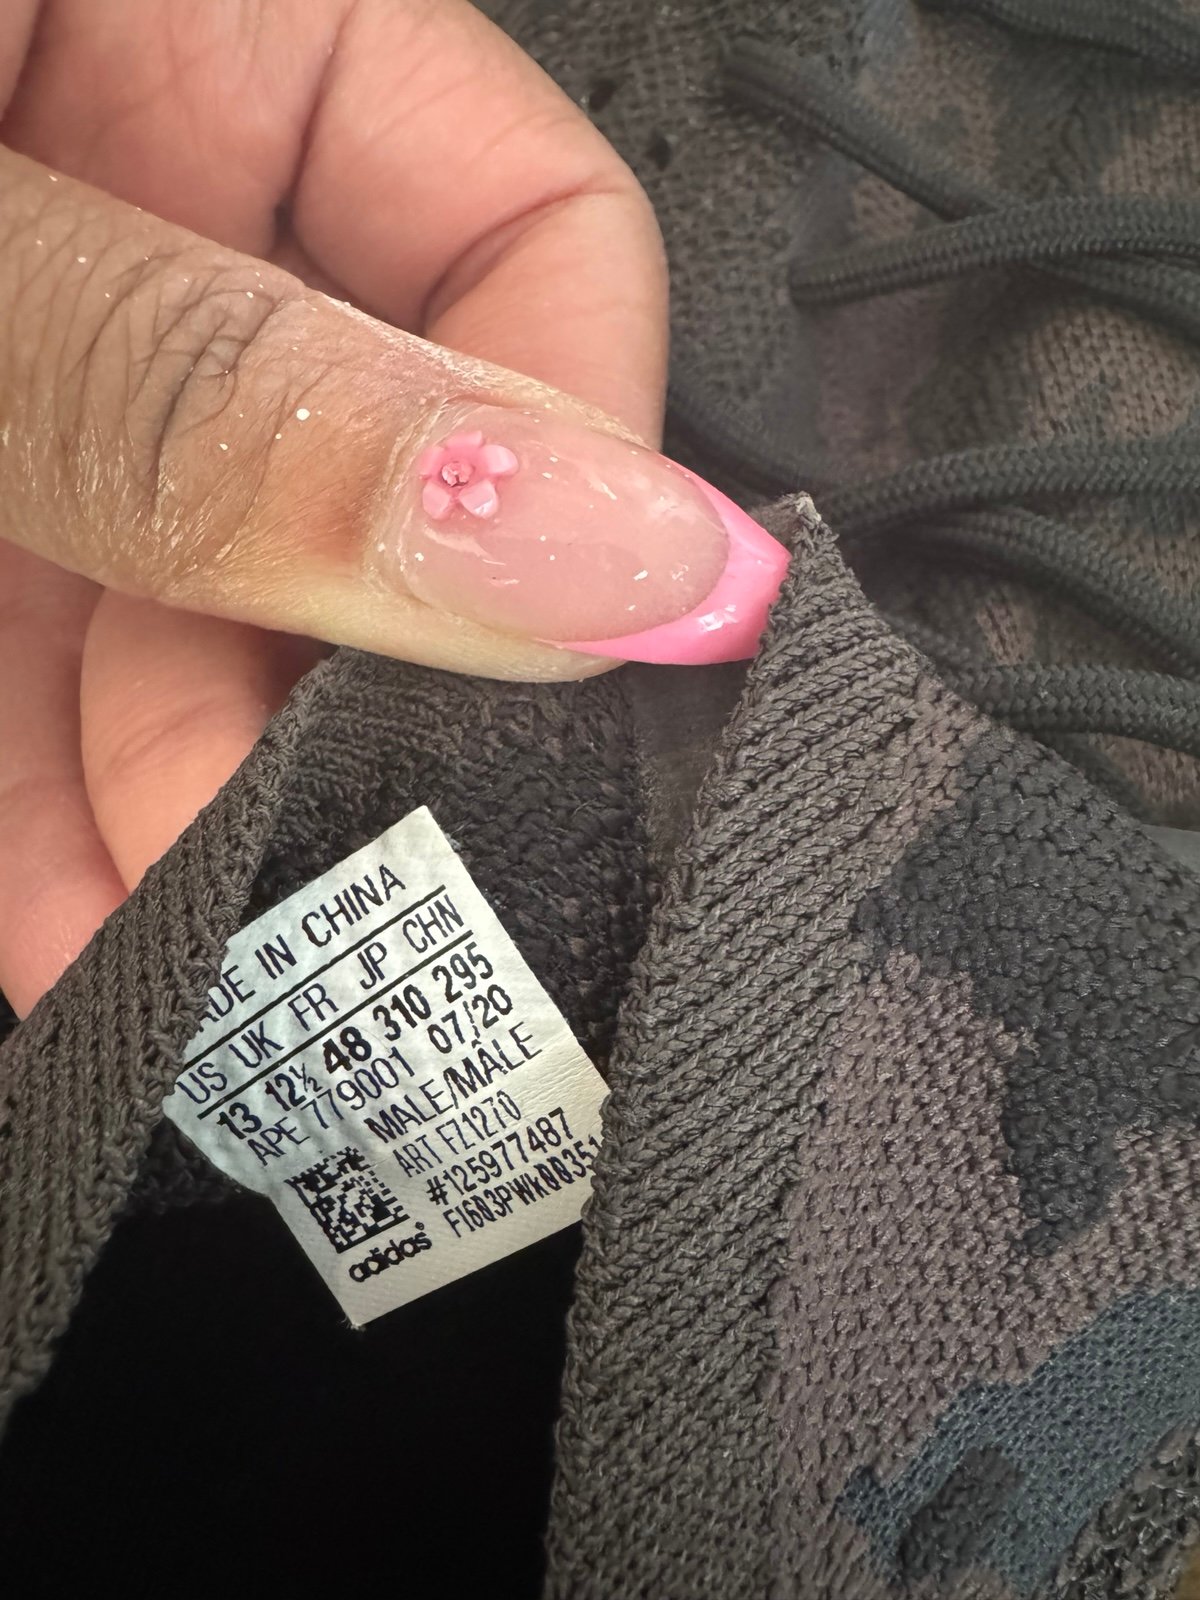 MADE IN CHINA
US UK FR JP CHN
13 12½ 48 310 295
APE 779001 07/20
MALE/MÂLE
ART FZ1270
#125977487
adidas®